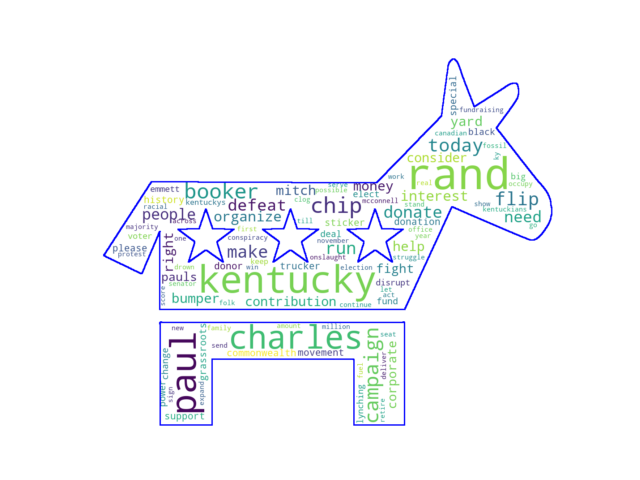 special
fundraising
yard
canadian black
today fossil
consider ky
rand
work real big
occupy
emmett booker mitch serve money interest flip
possible
history kentuckys clog chip elect mcconnell show
racial defeat donate stand kentuckians need
people organize till sticker donation go
across
majority first office year
voter one conspiracy deal help
november
please right make run struggle
protest onslaught
keep
drown donor win trucker election fight
pauls kentucky disrupt
senator let
score bumper folk contribution continue act
fund
new family amount million seat
send charles
paul grassroots commonwealth movement campaign corporate
change deliver
power fuel
sign expand lynching
support retire